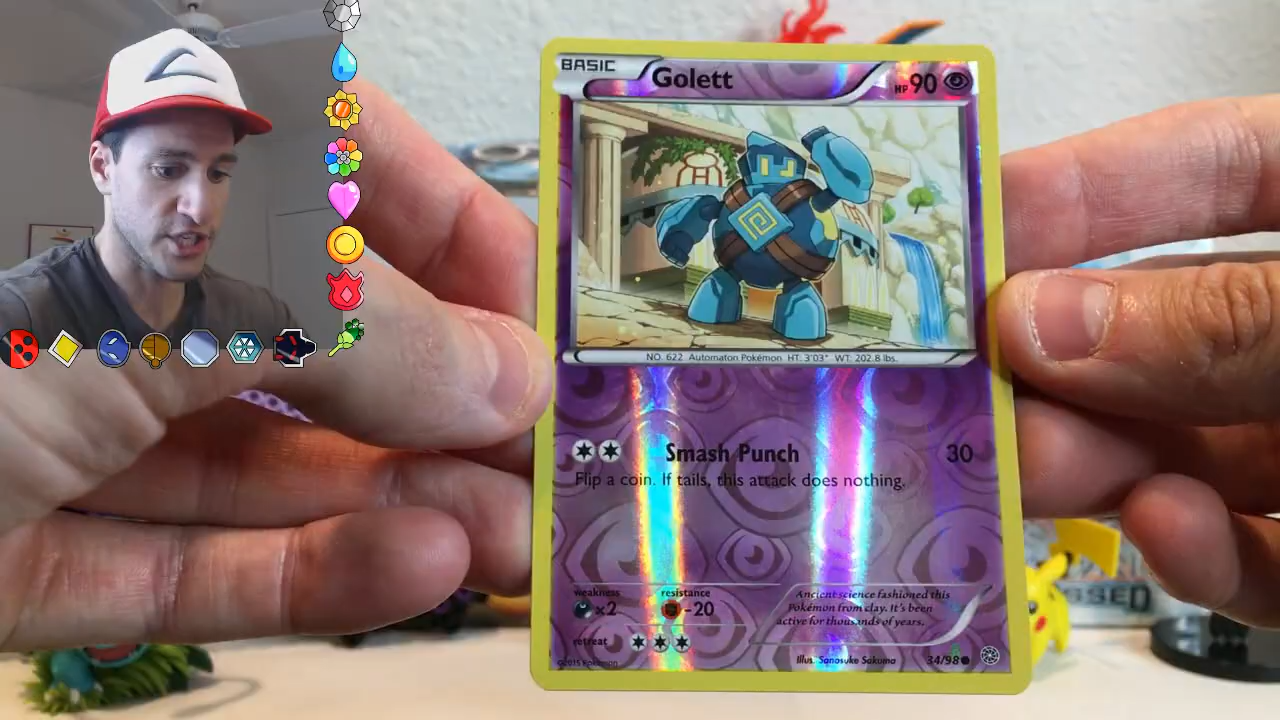 BASIC
Golett
HP 90
NO. 622 Automaton Pokémon HT: 3'03" WT: 202.8 lbs.
Smash Punch 30
Flip a coin. If tails, this attack does nothing.
weakness resistance
×2 -20
retreat
Ancient science fashioned this
Pokémon from clay. It's been
active for thousands of years.
©2015 Pokémon
Illus. Sanosuke Sakuma 34/98